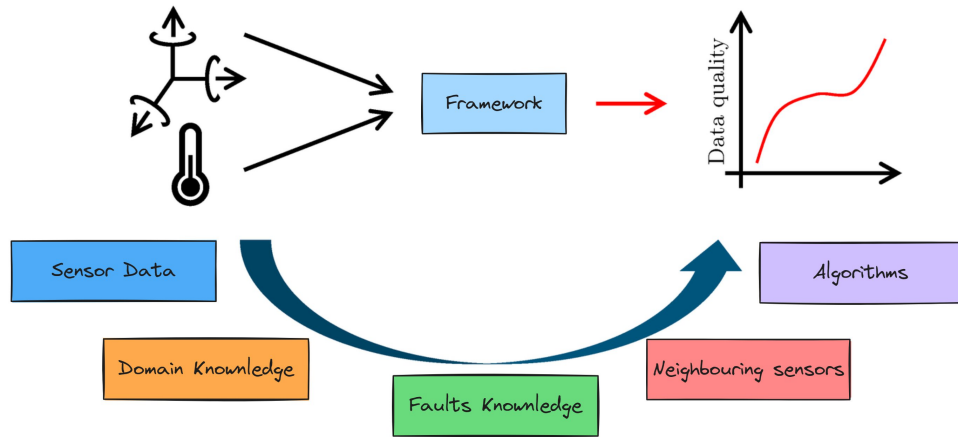 Framework
Data quality
Sensor Data
Algorithms
Domain Knowledge
Neighbouring sensors
Faults Knowledge